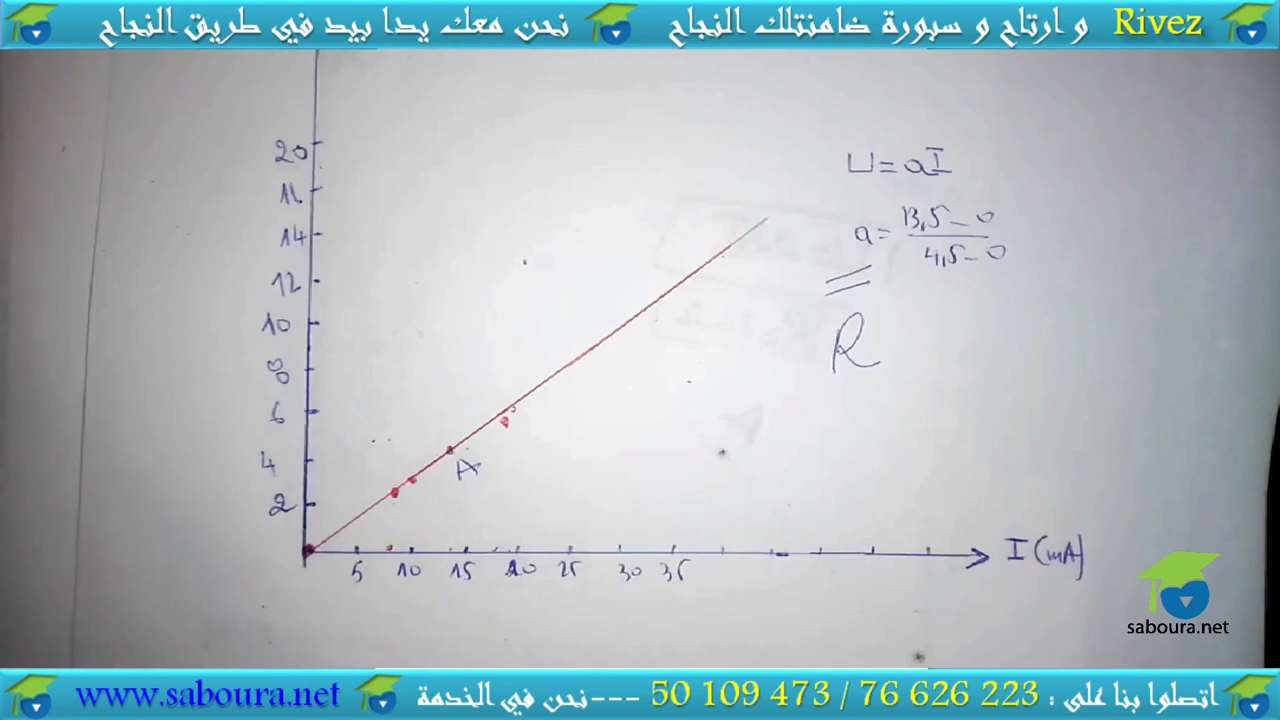 Rivez و ارتاح و سبورة ضامنتلك النجاح نحن معك يدا بيد في طريق النجاح
20
16
14
12
10
8
6
4
2
U = aI
a = 13,5 - 0 / 4,5 - 0
R
A
5 10 15 20 25 30 35 I (mA)
saboura.net
اتصلوا بنا على : 50 109 473 / 76 626 223 ---نحن في الخدمة www.saboura.net